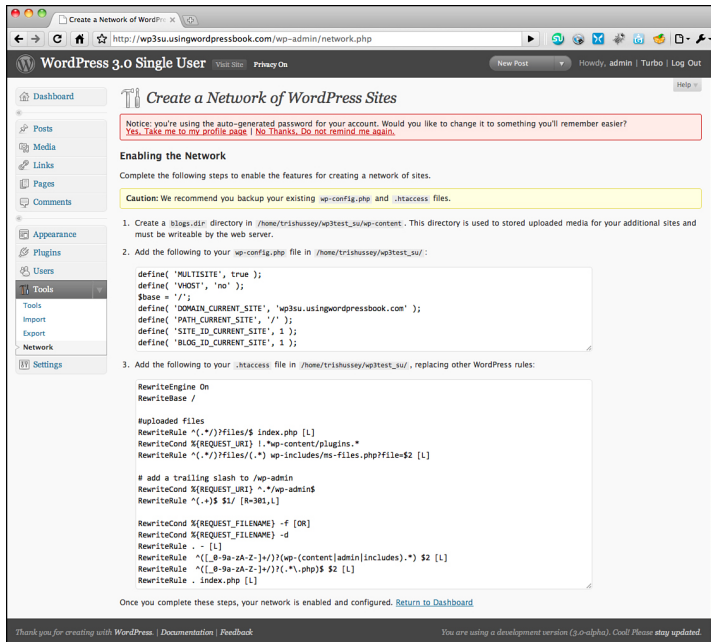 Create a Network of WordPre
http://wp3su.usingwordpressbook.com/wp-admin/network.php
WordPress 3.0 Single User Visit Site Privacy On New Post Howdy, admin | Turbo | Log Out
Help
Dashboard
Posts
Media
Links
Pages
Comments
Appearance
Plugins
Users
Tools
Tools
Import
Export
Network
Settings
Create a Network of WordPress Sites
Notice: you're using the auto-generated password for your account. Would you like to change it to something you'll remember easier?
Yes, Take me to my profile page | No Thanks, Do not remind me again.
Enabling the Network
Complete the following steps to enable the features for creating a network of sites.
Caution: We recommend you backup your existing wp-config.php and .htaccess files.
1. Create a blogs.dir directory in /home/trishussey/wp3test_su/wp-content. This directory is used to stored uploaded media for your additional sites and
must be writeable by the web server.
2. Add the following to your wp-config.php file in /home/trishussey/wp3test_su/:
define( 'MULTISITE', true );
define( 'VHOST', 'no' );
$base = '/';
define( 'DOMAIN_CURRENT_SITE', 'wp3su.usingwordpressbook.com' );
define( 'PATH_CURRENT_SITE', '/' );
define( 'SITE_ID_CURRENT_SITE', 1 );
define( 'BLOG_ID_CURRENT_SITE', 1 );
3. Add the following to your .htaccess file in /home/trishussey/wp3test_su/, replacing other WordPress rules:
RewriteEngine On
RewriteBase /
#uploaded files
RewriteRule ^(.*/)?files/$ index.php [L]
RewriteCond %{REQUEST_URI} !.*wp-content/plugins.*
RewriteRule ^(.*/)?files/(.*) wp-includes/ms-files.php?file=$2 [L]
# add a trailing slash to /wp-admin
RewriteCond %{REQUEST_URI} ^.*/wp-admin$
RewriteRule ^(.+)$ $1/ [R=301,L]
RewriteCond %{REQUEST_FILENAME} -f [OR]
RewriteCond %{REQUEST_FILENAME} -d
RewriteRule . - [L]
RewriteRule ^([_0-9a-zA-Z-]+/)?(wp-(content|admin|includes).*) $2 [L]
RewriteRule ^([_0-9a-zA-Z-]+/)?(.*\.php)$ $2 [L]
RewriteRule . index.php [L]
Once you complete these steps, your network is enabled and configured. Return to Dashboard
Thank you for creating with WordPress. | Documentation | Feedback You are using a development version (3.0-alpha). Cool! Please stay updated.